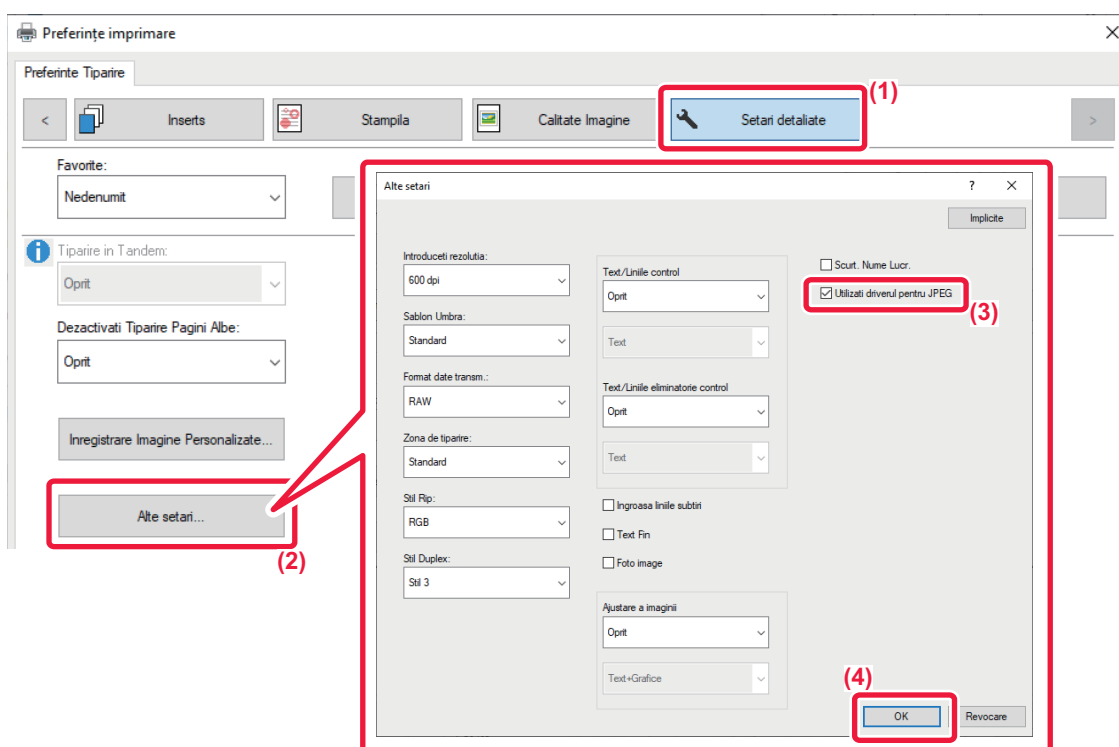 Preferințe imprimare
Preferinte Tiparire
(1)
<
Inserts
Stampila
Calitate Imagine
Setari detaliate
>
Favorite:
Nedenumit
Tiparire in Tandem:
Oprit
Dezactivati Tiparire Pagini Albe:
Oprit
Inregistrare Imagine Personalizate...
Alte setari...
(2)
Alte setari
?
Implicite
Introduceti rezolutia:
600 dpi
Sablon Umbra:
Standard
Format date transm.:
RAW
Zona de tiparire:
Standard
Stil Rip:
RGB
Stil Duplex:
Stil 3
Text/Liniile control
Oprit
Text
Text/Liniile eliminatorie control
Oprit
Text
Ingroasa liniile subtiri
Text Fin
Foto image
Ajustare a imaginii
Oprit
Text+Grafice
Scurt. Nume Lucr.
Utilizati driverul pentru JPEG
(3)
(4)
OK
Revocare